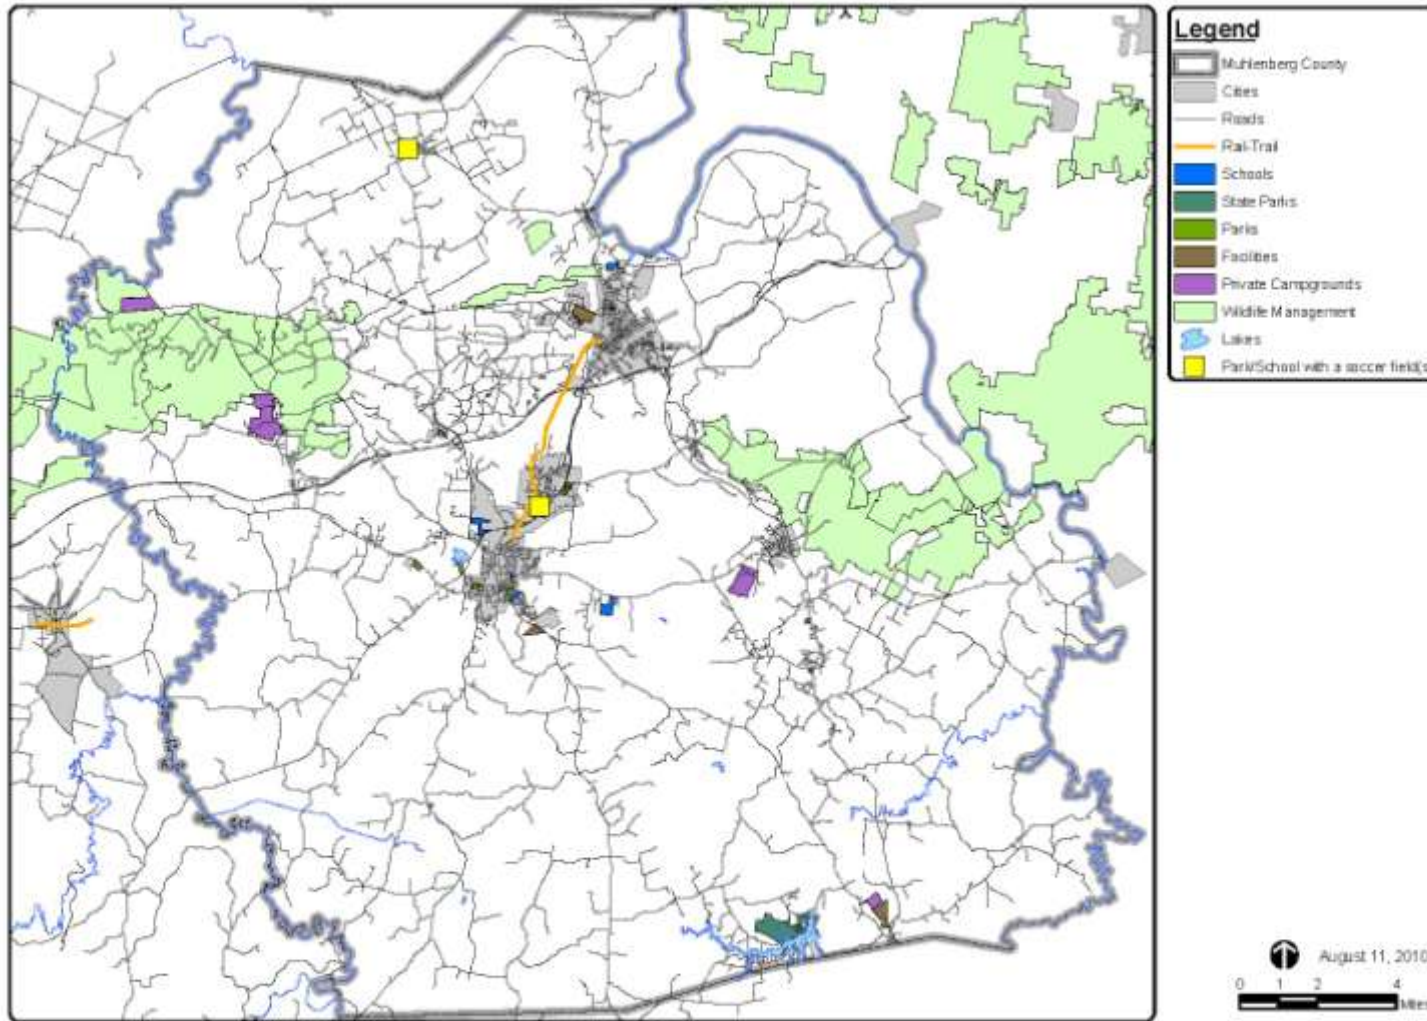 Legend
Muhlenberg County
Cities
Roads
Rail-Trail
Schools
State Parks
Parks
Facilities
Private Campgrounds
Wildlife Management
Lakes
Park/School with a soccer field(s
August 11, 2010
0 1 2 4
Miles